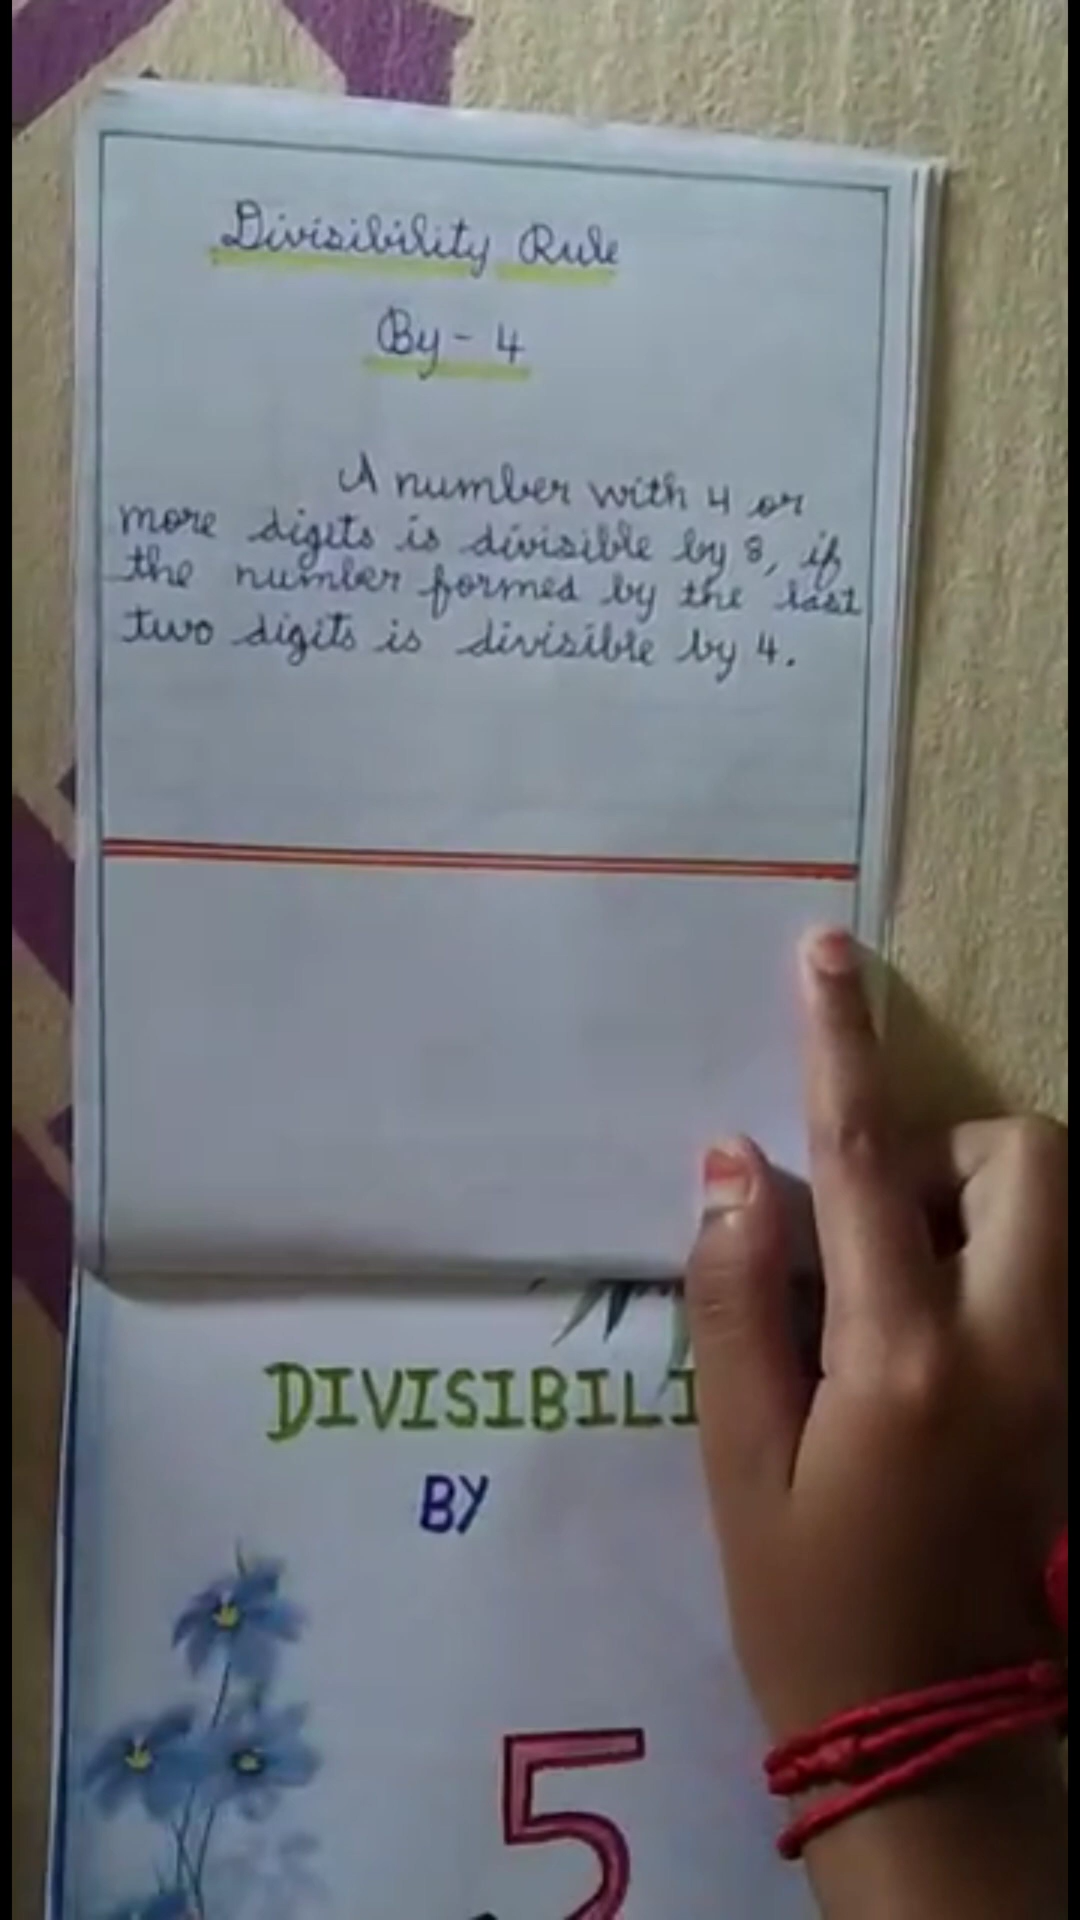 Divisibility Rule
By - 4
A number with 4 or
more digits is divisible by 8, if
the number formed by the last
two digits is divisible by 4.
DIVISIBILI
BY
5